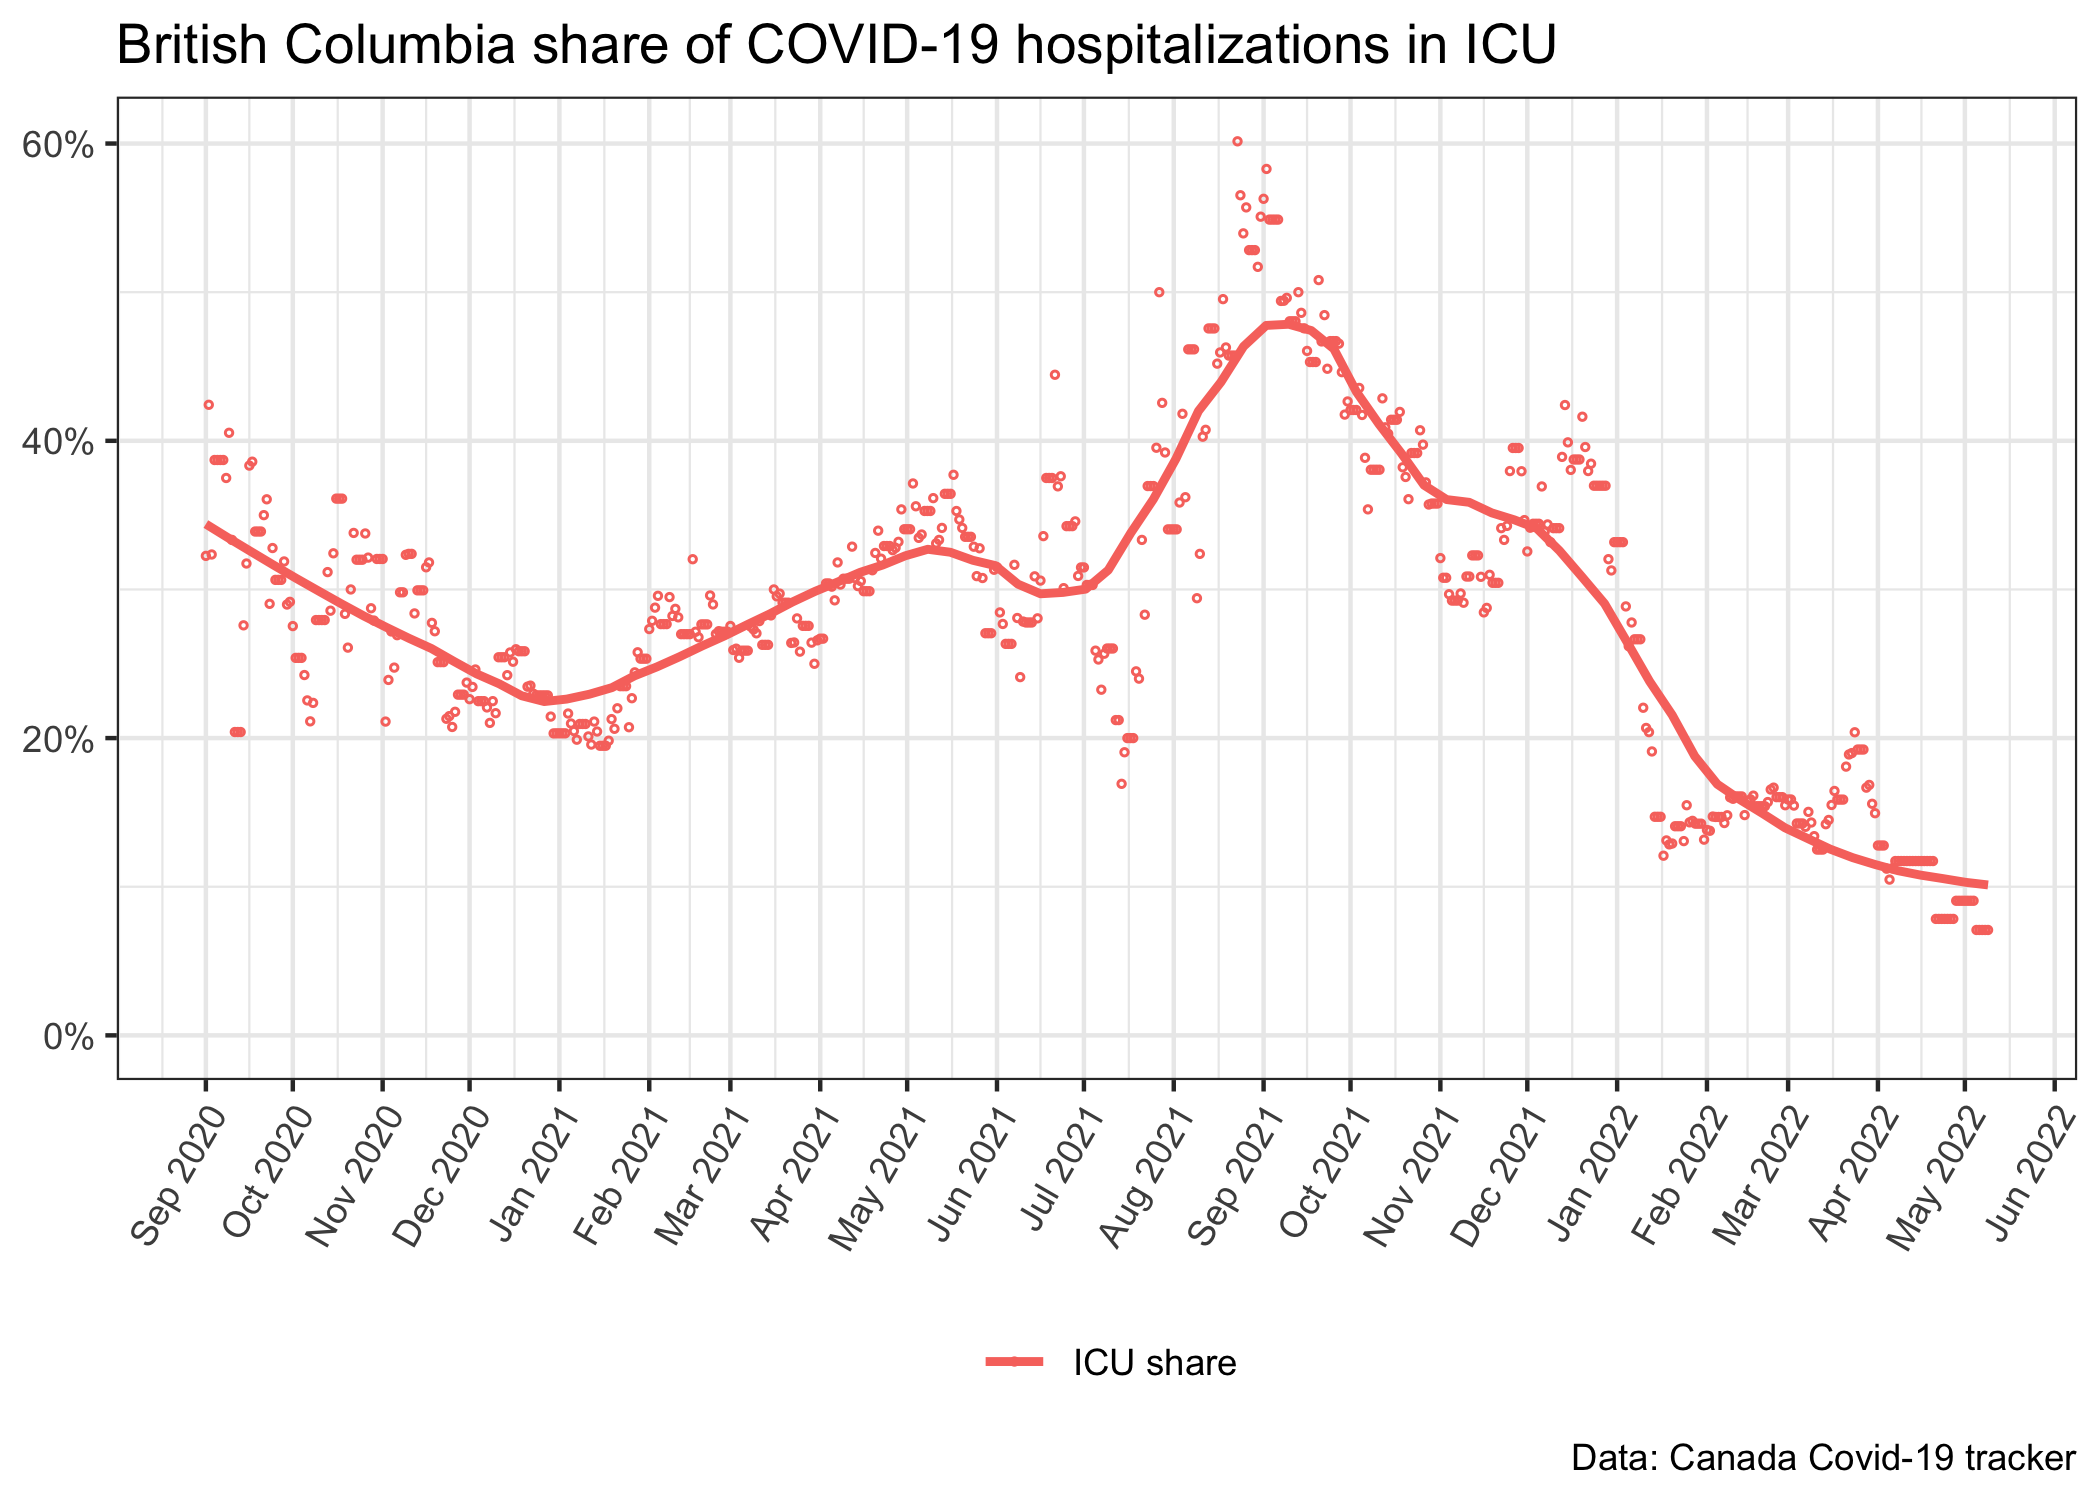 British Columbia share of COVID-19 hospitalizations in ICU
60%
40%
20%
0%
Sep 2020
Oct 2020
Nov 2020
Dec 2020
Jan 2021
Feb 2021
Mar 2021
Apr 2021
May 2021
Jun 2021
Jul 2021
Aug 2021
Sep 2021
Oct 2021
Nov 2021
Dec 2021
Jan 2022
Feb 2022
Mar 2022
Apr 2022
May 2022
Jun 2022
ICU share
Data: Canada Covid-19 tracker